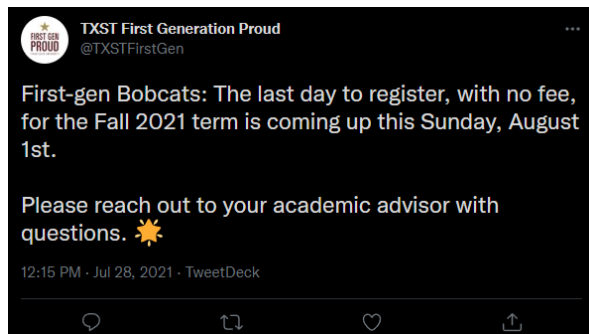 FIRST GEN
PROUD
TXST First Generation Proud
@TXSTFirstGen
First-gen Bobcats: The last day to register, with no fee,
for the Fall 2021 term is coming up this Sunday, August
1st.
Please reach out to your academic advisor with
questions. 🌟
12:15 PM · Jul 28, 2021 · TweetDeck